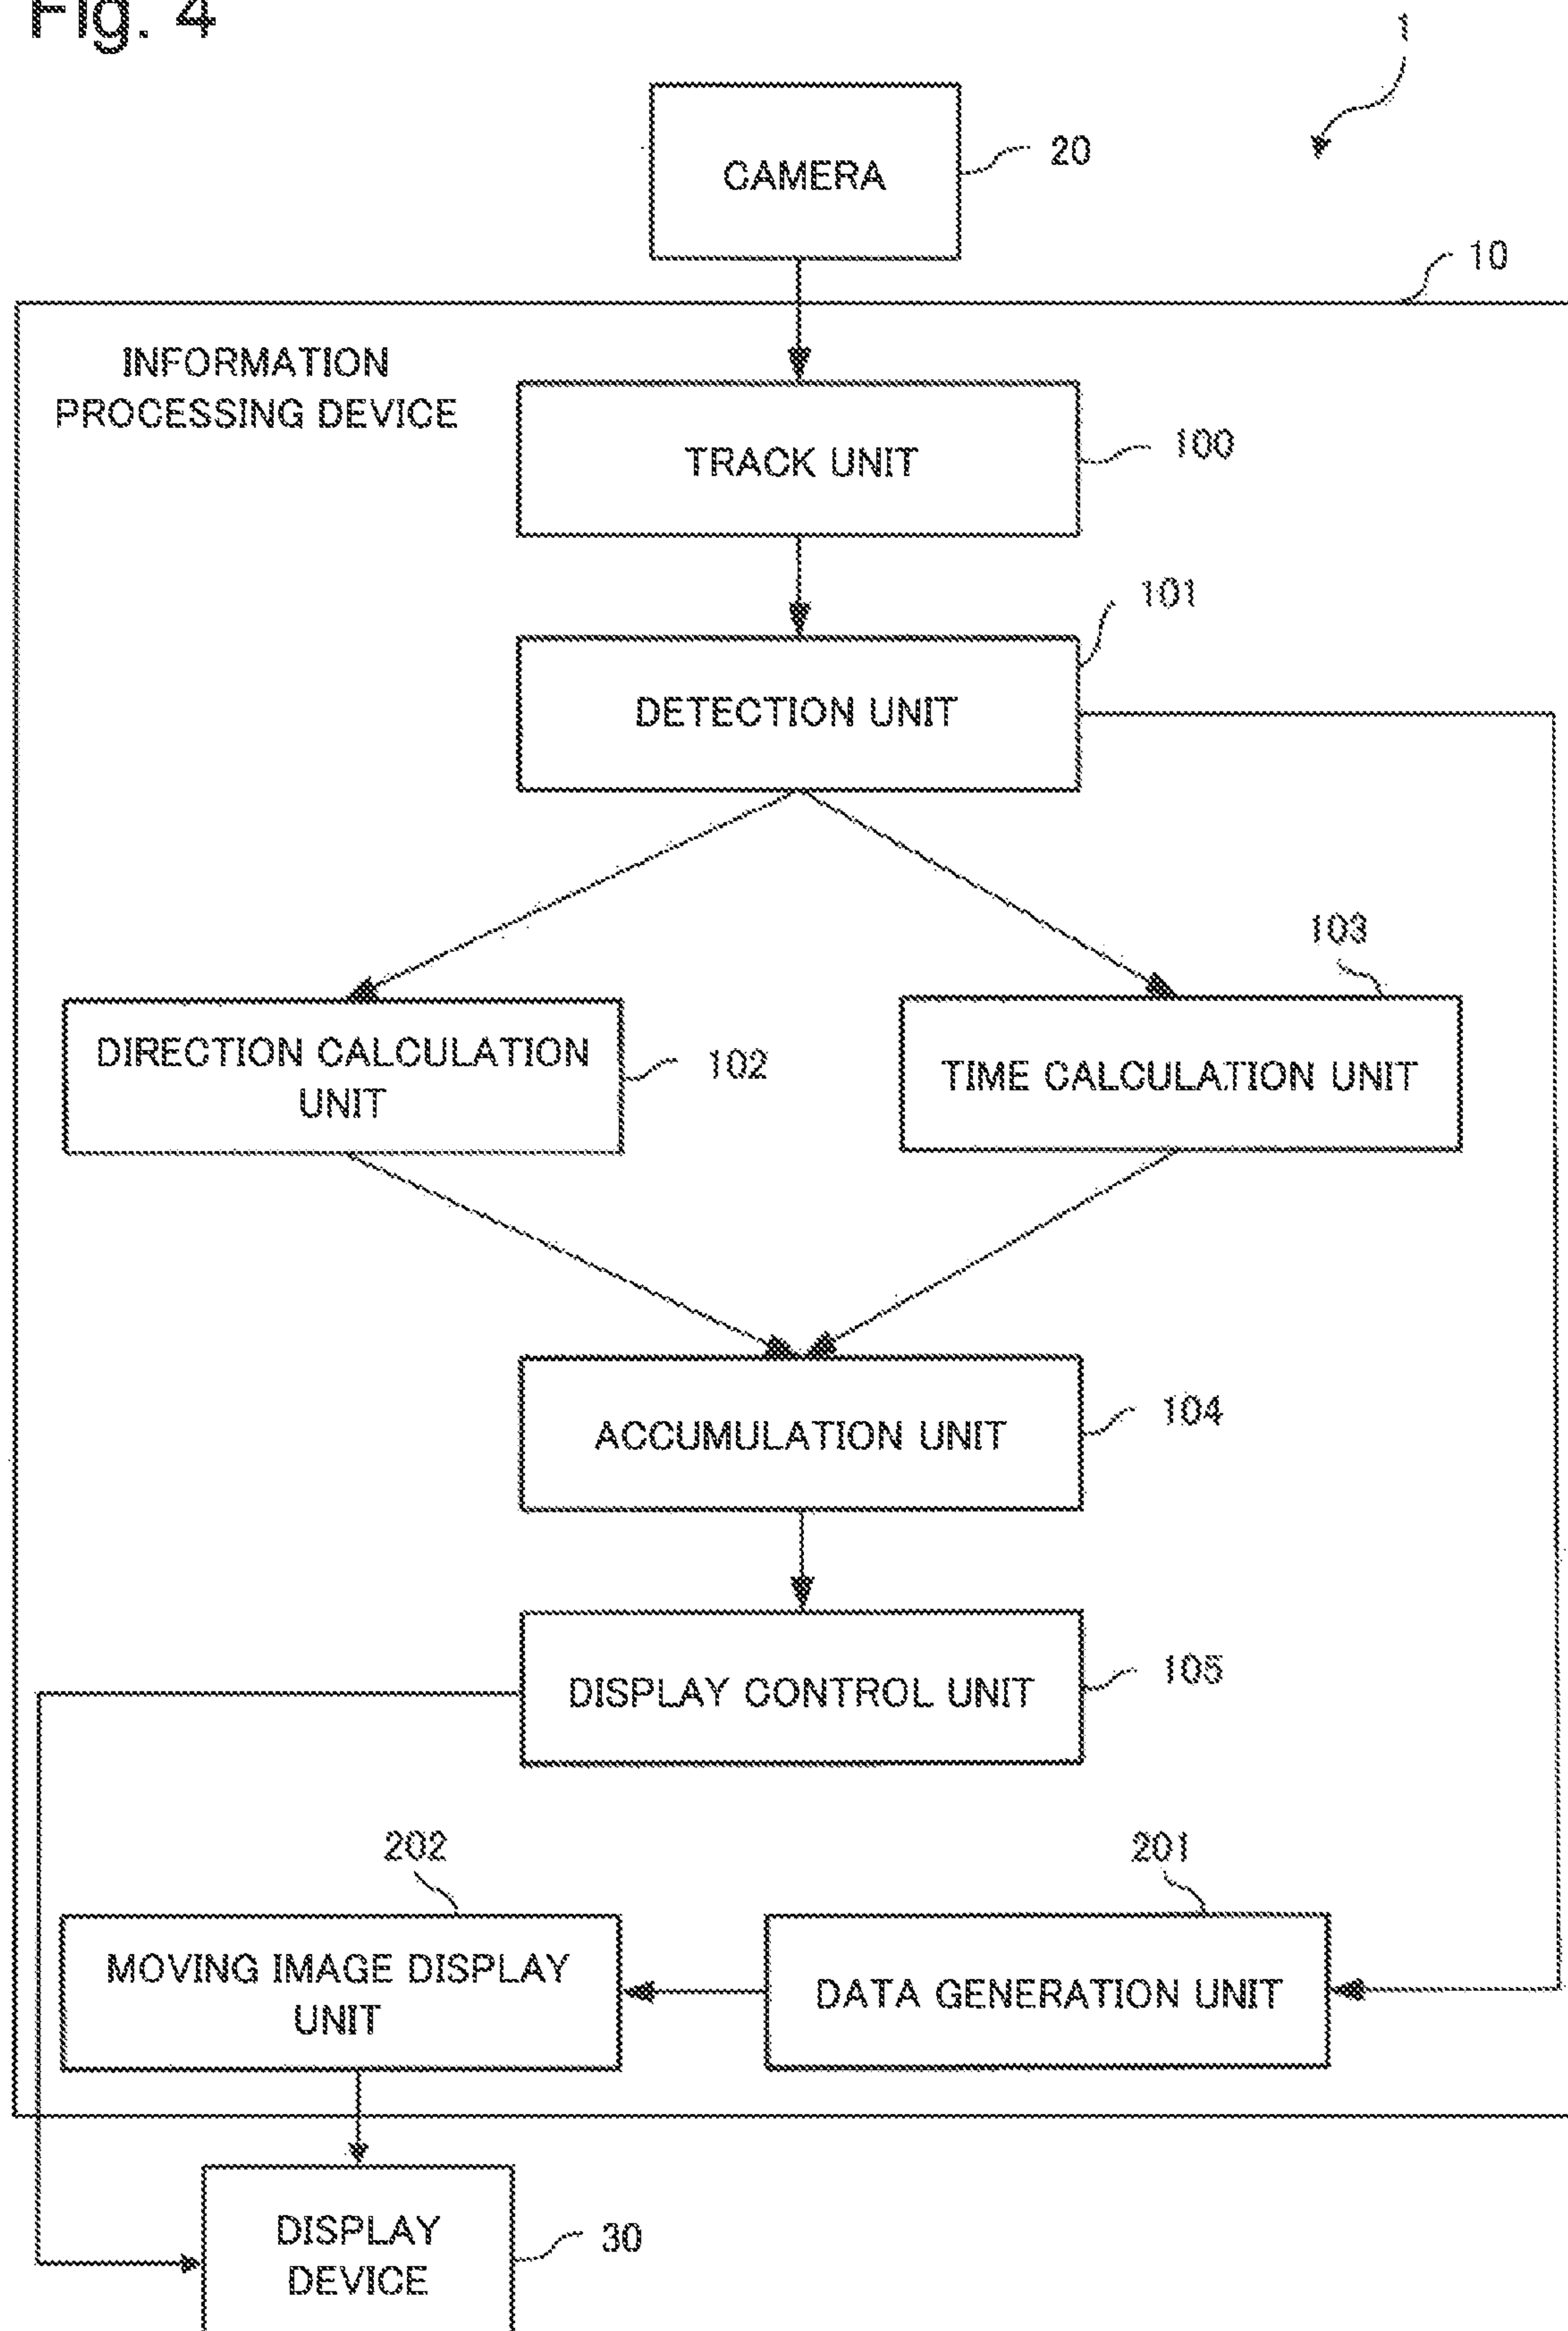 Fig. 4
1
CAMERA
20
10
INFORMATION
PROCESSING DEVICE
TRACK UNIT
100
101
DETECTION UNIT
103
DIRECTION CALCULATION
UNIT
102
TIME CALCULATION UNIT
ACCUMULATION UNIT
104
DISPLAY CONTROL UNIT
105
202
201
MOVING IMAGE DISPLAY
UNIT
DATA GENERATION UNIT
DISPLAY
DEVICE
30